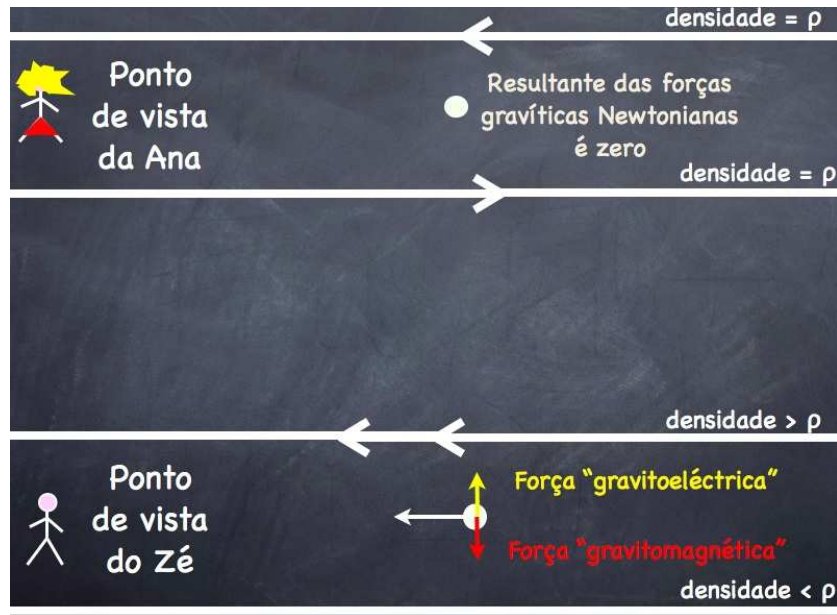 densidade = ρ
Ponto
de vista
da Ana
Resultante das forças
gravíticas Newtonianas
é zero
densidade = ρ
densidade > ρ
Ponto
de vista
do Zé
Força "gravitoeléctrica"
Força "gravitomagnética"
densidade < ρ